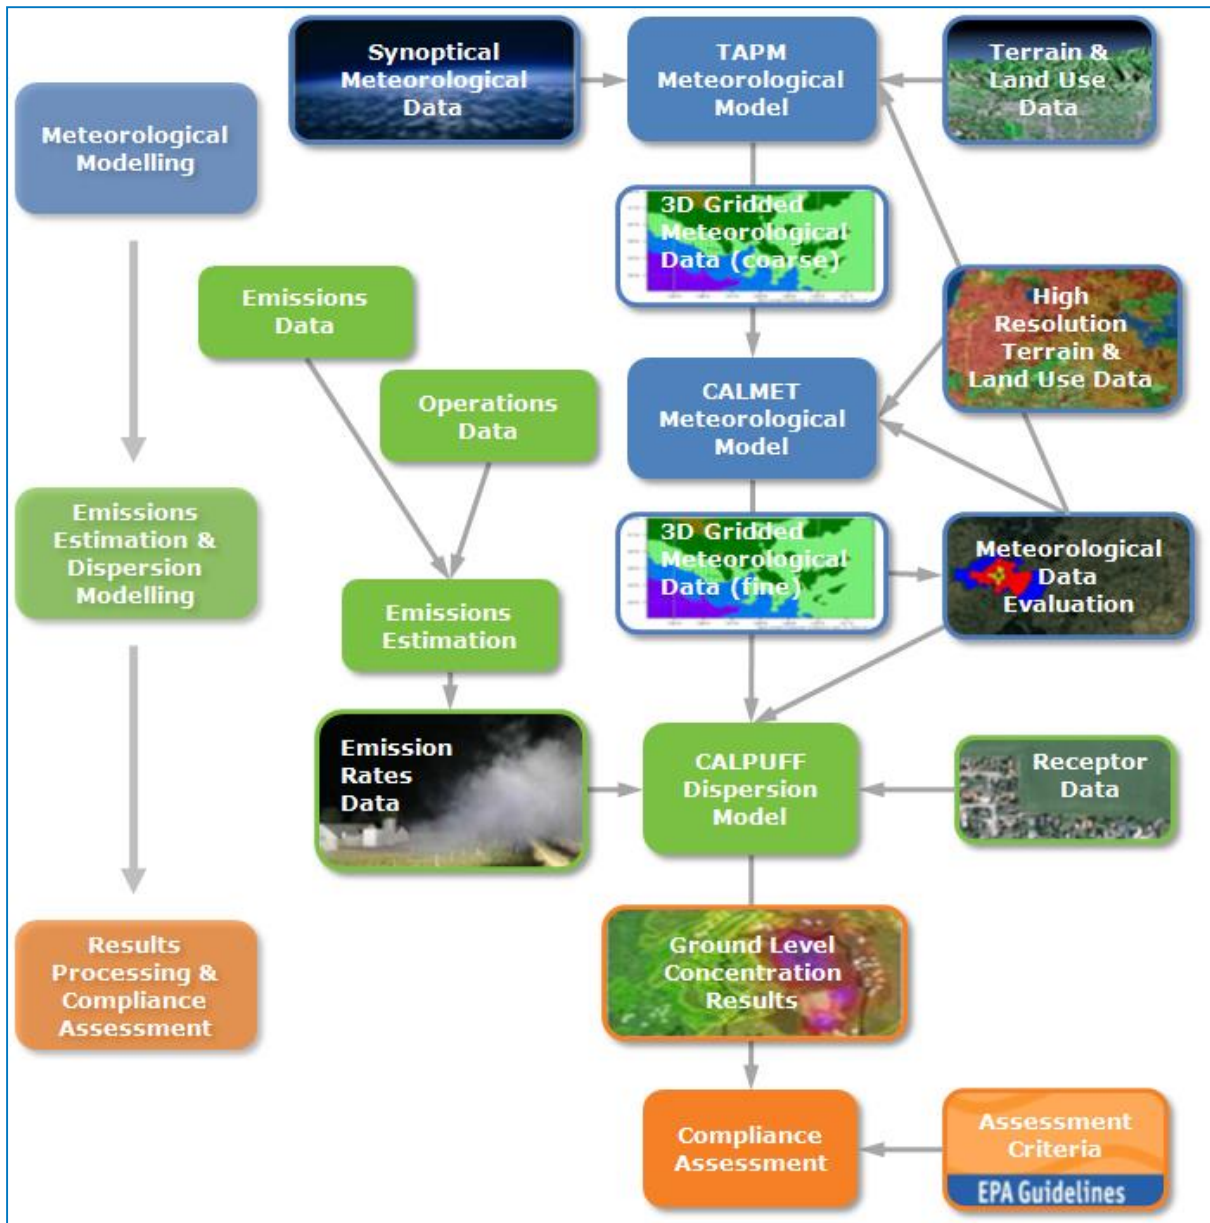 Synoptical
Meteorological
Data
TAPM
Meteorological
Model
Terrain &
Land Use
Data
Meteorological
Modelling
3D Gridded
Meteorological
Data (coarse)
Emissions
Data
High
Resolution
Terrain &
Land Use Data
Operations
Data
CALMET
Meteorological
Model
Emissions
Estimation &
Dispersion
Modelling
3D Gridded
Meteorological
Data (fine)
Meteorological
Data
Evaluation
Emissions
Estimation
Emission
Rates
Data
CALPUFF
Dispersion
Model
Receptor
Data
Results
Processing &
Compliance
Assessment
Ground Level
Concentration
Results
Compliance
Assessment
Assessment
Criteria
EPA Guidelines